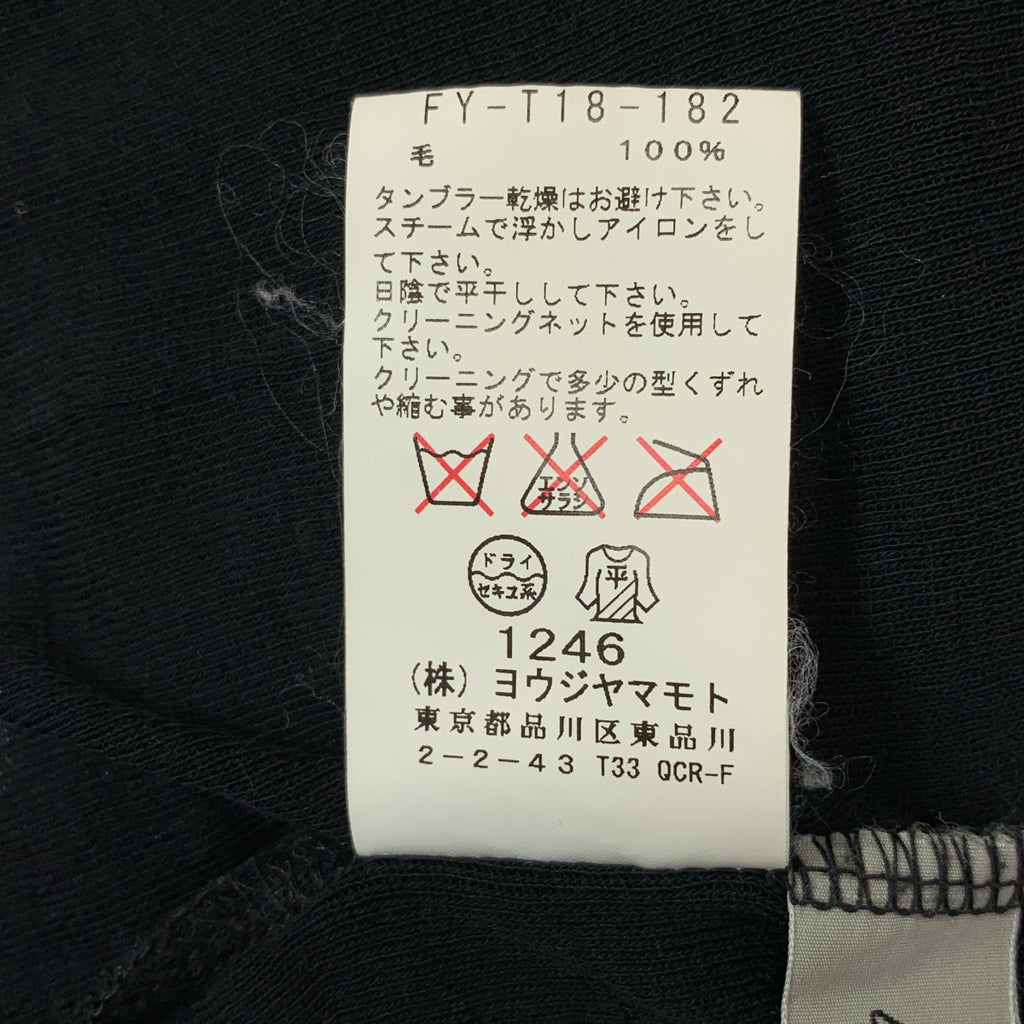 FY-T18-182
毛 100%
タンブラー乾燥はお避け下さい。
スチームで浮かしアイロンをし
て下さい。
日陰で平干しして下さい。
クリーニングネットを使用して
下さい。
クリーニングで多少の型くずれ
や縮む事があります。
エンソ
サラシ
ドライ
セキユ系
平
1246
(株) ヨウジヤマモト
東京都品川区東品川
2-2-43 T33 QCR-F